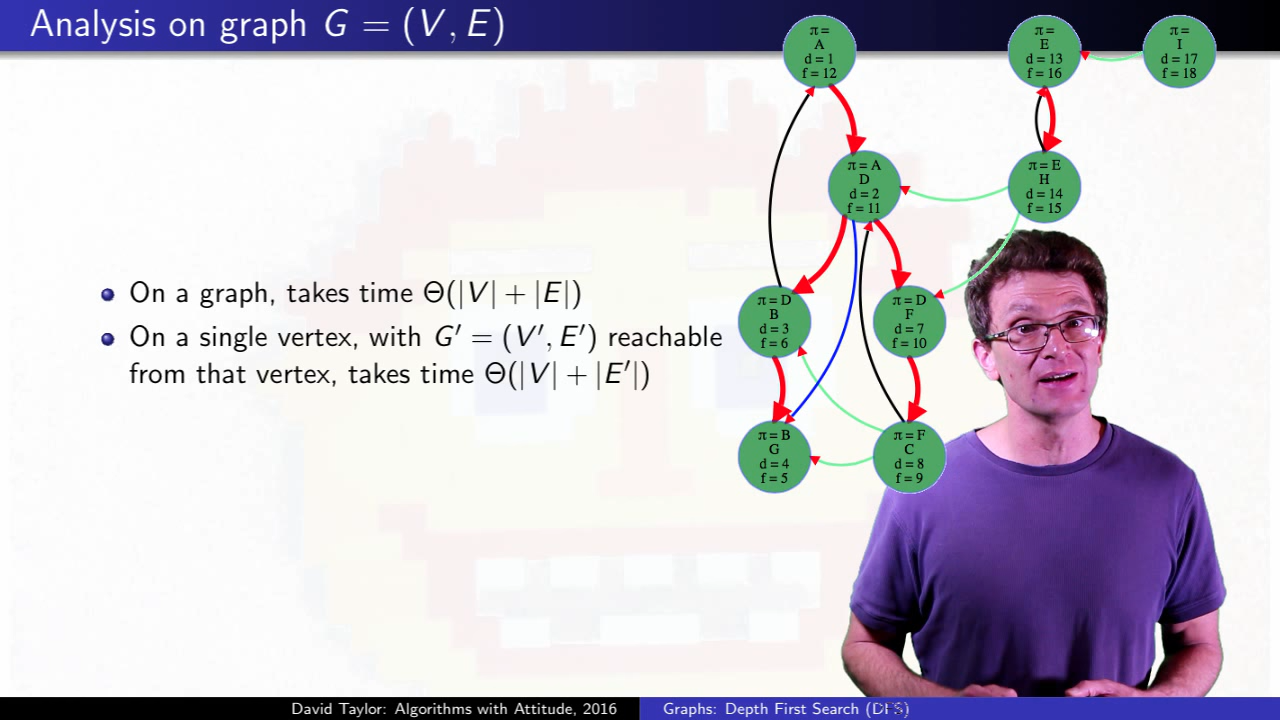 Analysis on graph G = (V, E)
π =
A
d = 1
f = 12
π =
E
d = 13
f = 16
π =
I
d = 17
f = 18
π = A
D
d = 2
f = 11
π = E
H
d = 14
f = 15
On a graph, takes time Θ(|V| + |E|)
On a single vertex, with G′ = (V′, E′) reachable
from that vertex, takes time Θ(|V| + |E′|)
π = D
B
d = 3
f = 6
π = D
F
d = 7
f = 10
π = B
G
d = 4
f = 5
π = F
C
d = 8
f = 9
David Taylor: Algorithms with Attitude, 2016
Graphs: Depth First Search (DFS)